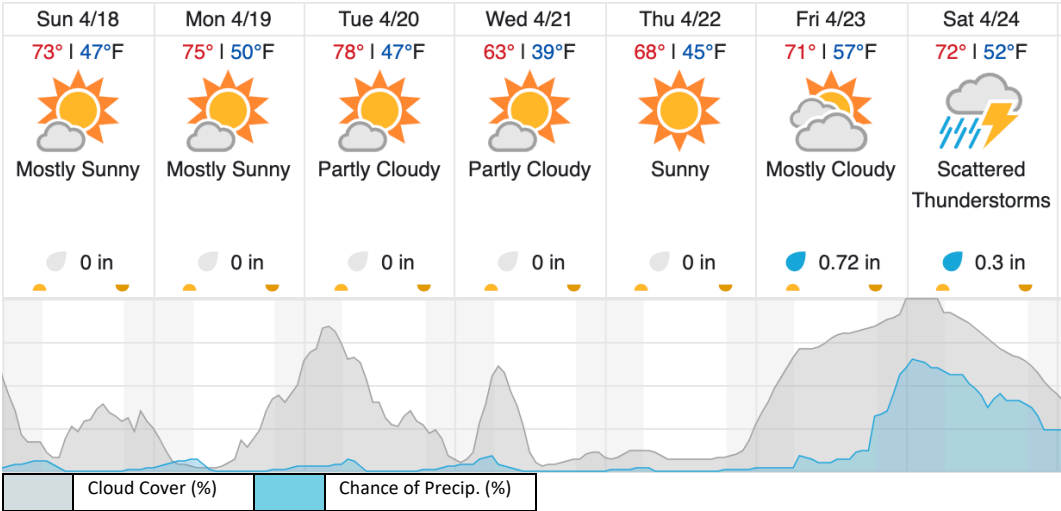 Sun 4/18 Mon 4/19 Tue 4/20 Wed 4/21 Thu 4/22 Fri 4/23 Sat 4/24
73° | 47°F 75° | 50°F 78° | 47°F 63° | 39°F 68° | 45°F 71° | 57°F 72° | 52°F
Mostly Sunny Mostly Sunny Partly Cloudy Partly Cloudy Sunny Mostly Cloudy Scattered
Thunderstorms
0 in 0 in 0 in 0 in 0 in 0.72 in 0.3 in
Cloud Cover (%) Chance of Precip. (%)